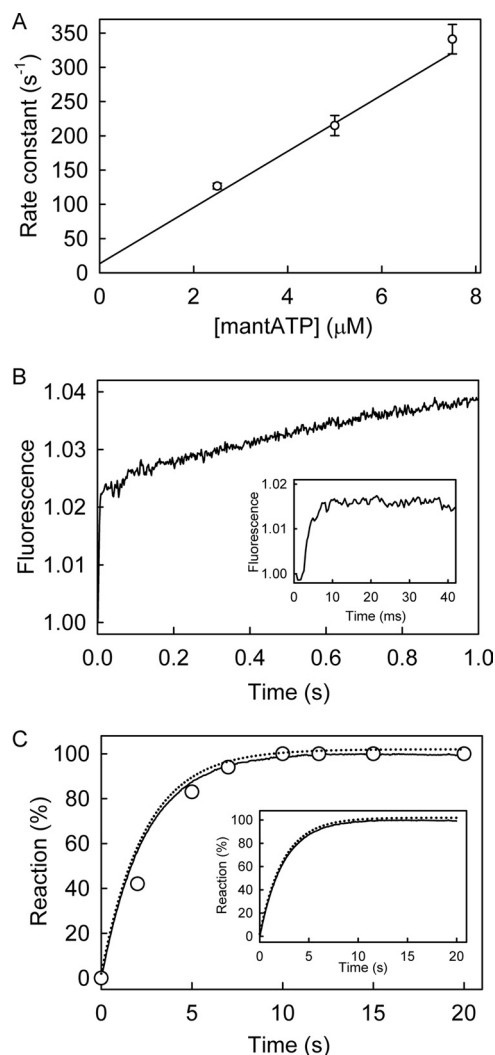 A
Rate constant (s⁻¹)
350
300
250
200
150
100
50
0
0 2 4 6 8
[mantATP] (μM)
B
Fluorescence
1.04
1.03
1.02
1.01
1.00
0.0 0.2 0.4 0.6 0.8 1.0
Time (s)
Fluorescence
1.02
1.01
1.00
0 10 20 30 40
Time (ms)
C
Reaction (%)
100
80
60
40
20
0
0 5 10 15 20
Time (s)
Reaction (%)
100
80
60
40
20
0
0 5 10 15 20
Time (s)